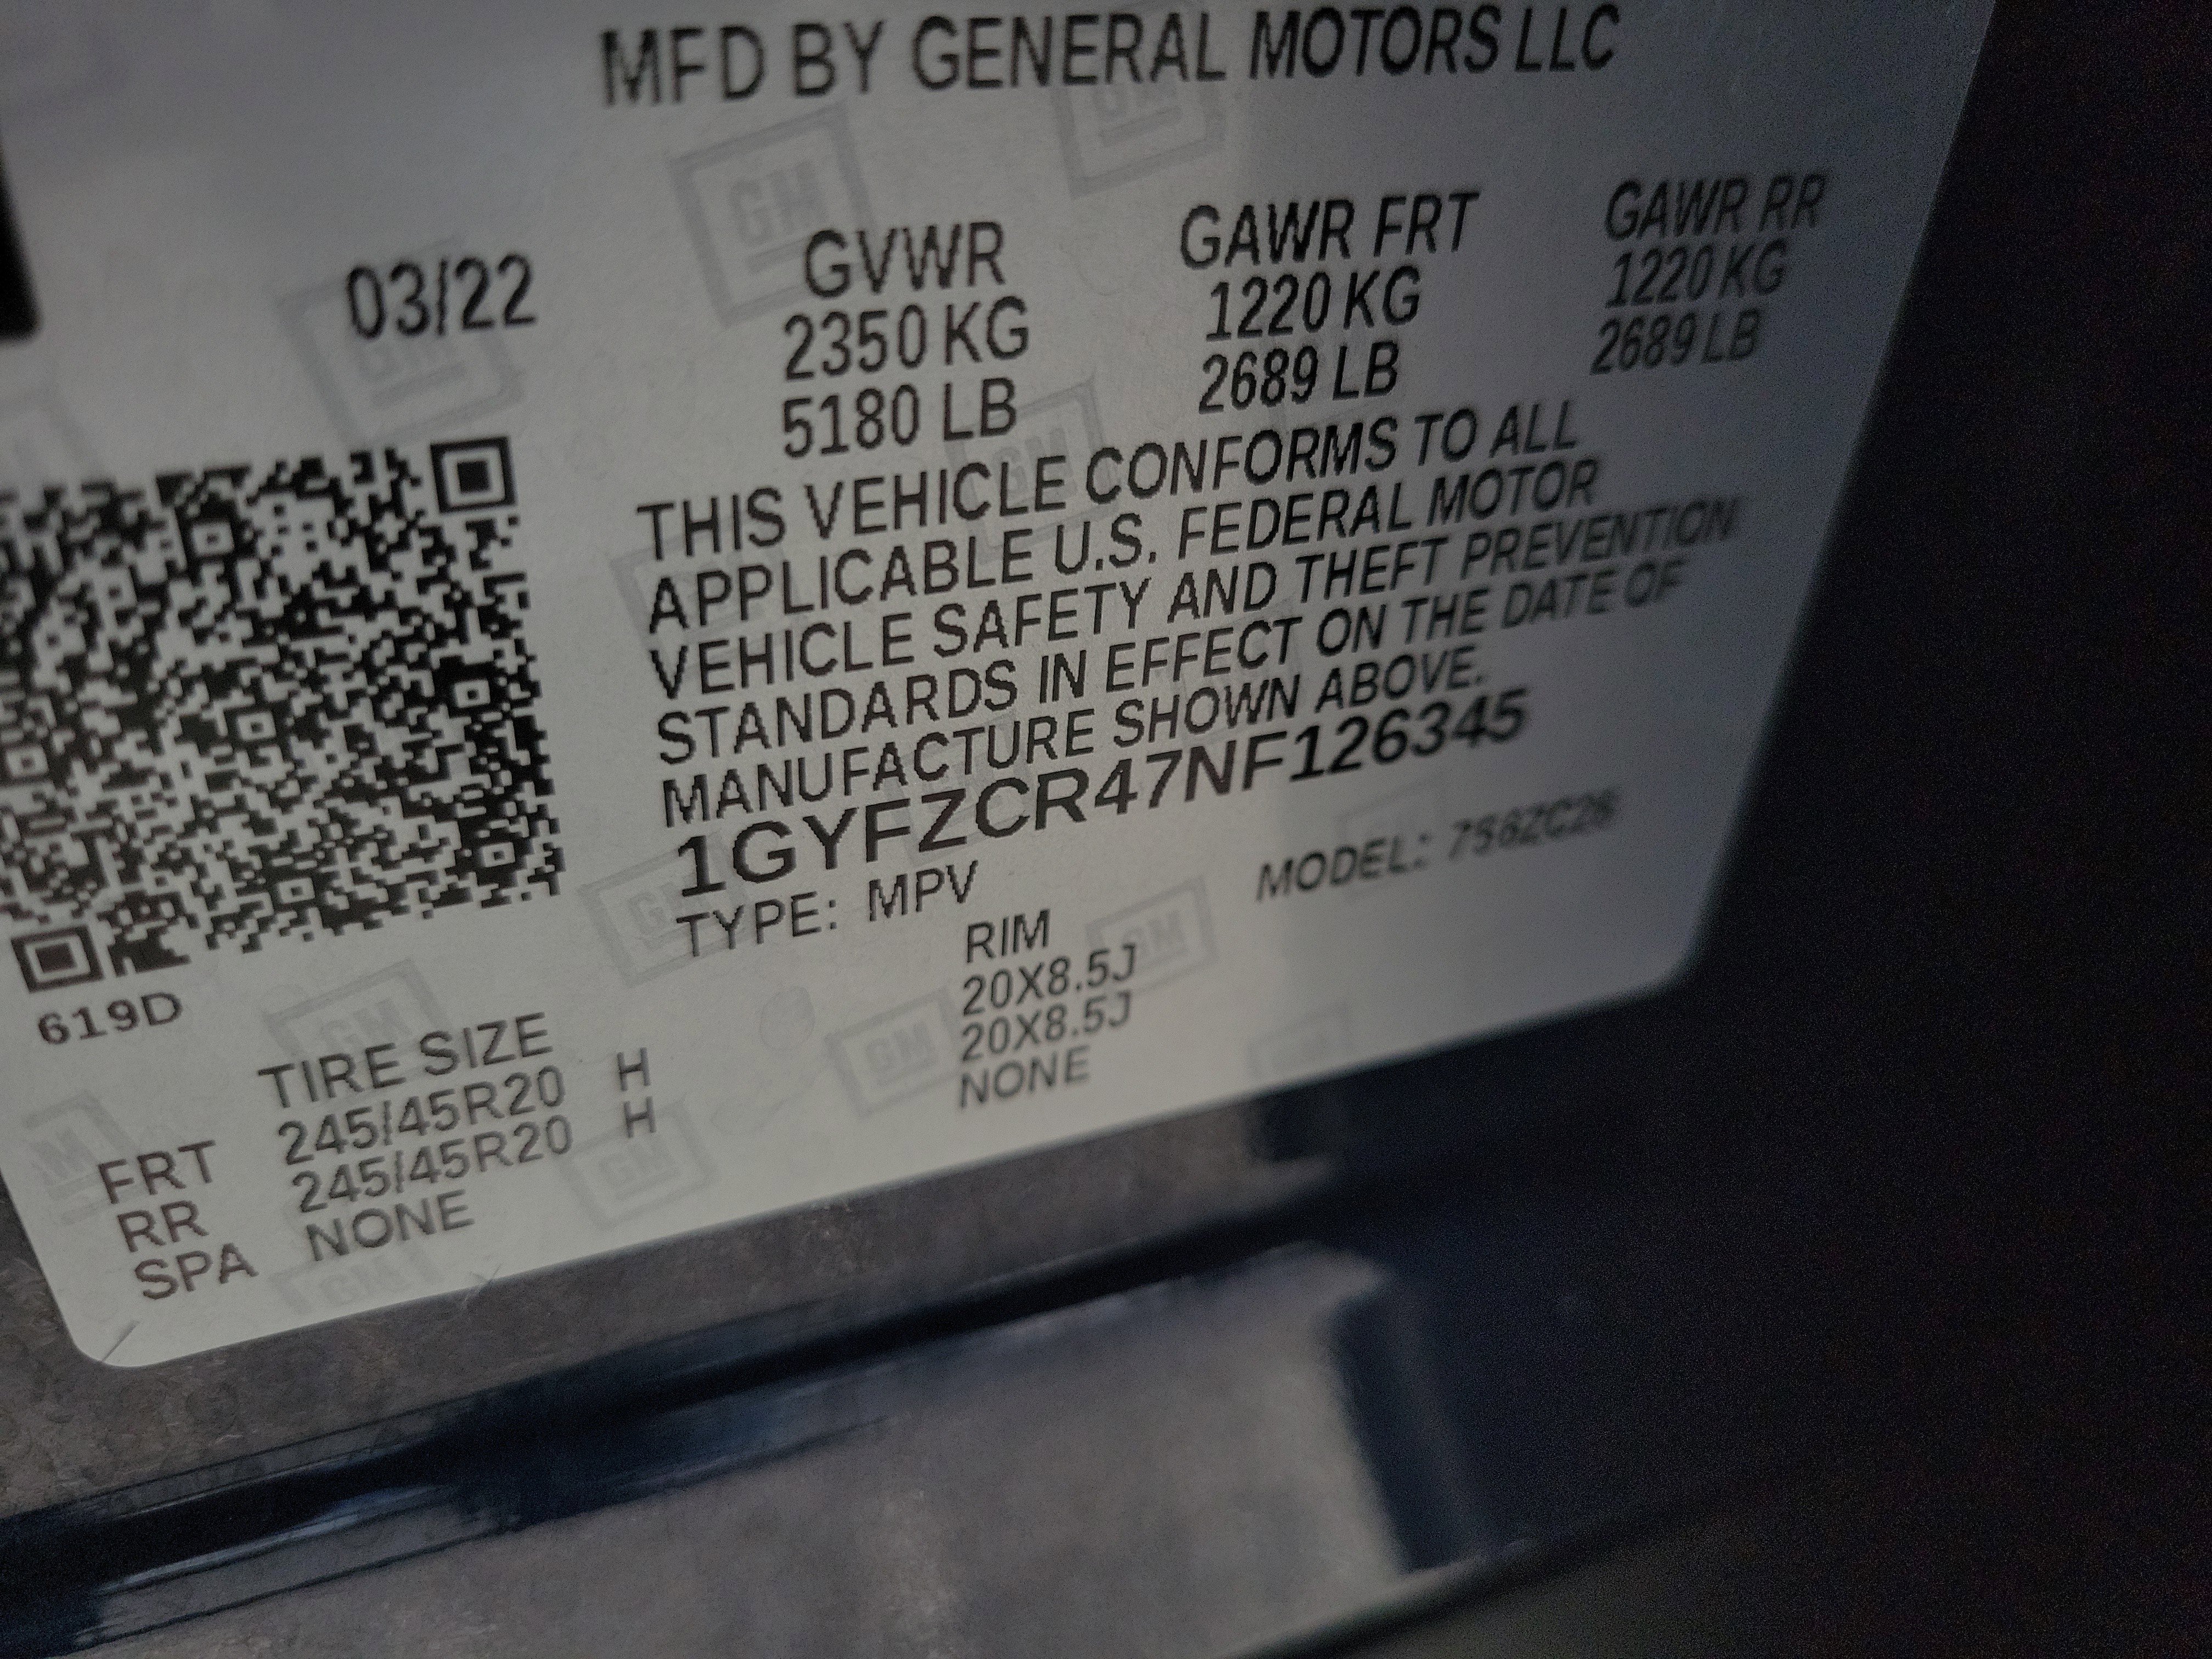 MFD BY GENERAL MOTORS LLC
03/22
GVWR
2350 KG
5180 LB
GAWR FRT
1220 KG
2689 LB
GAWR RR
1220 KG
2689 LB
THIS VEHICLE CONFORMS TO ALL
APPLICABLE U.S. FEDERAL MOTOR
VEHICLE SAFETY AND THEFT PREVENTION
STANDARDS IN EFFECT ON THE DATE OF
MANUFACTURE SHOWN ABOVE.
1GYFZCR47NF126345
TYPE: MPV
MODEL:
619D
TIRE SIZE RIM
FRT 245/45R20 H 20X8.5J
RR 245/45R20 H 20X8.5J
SPA NONE NONE